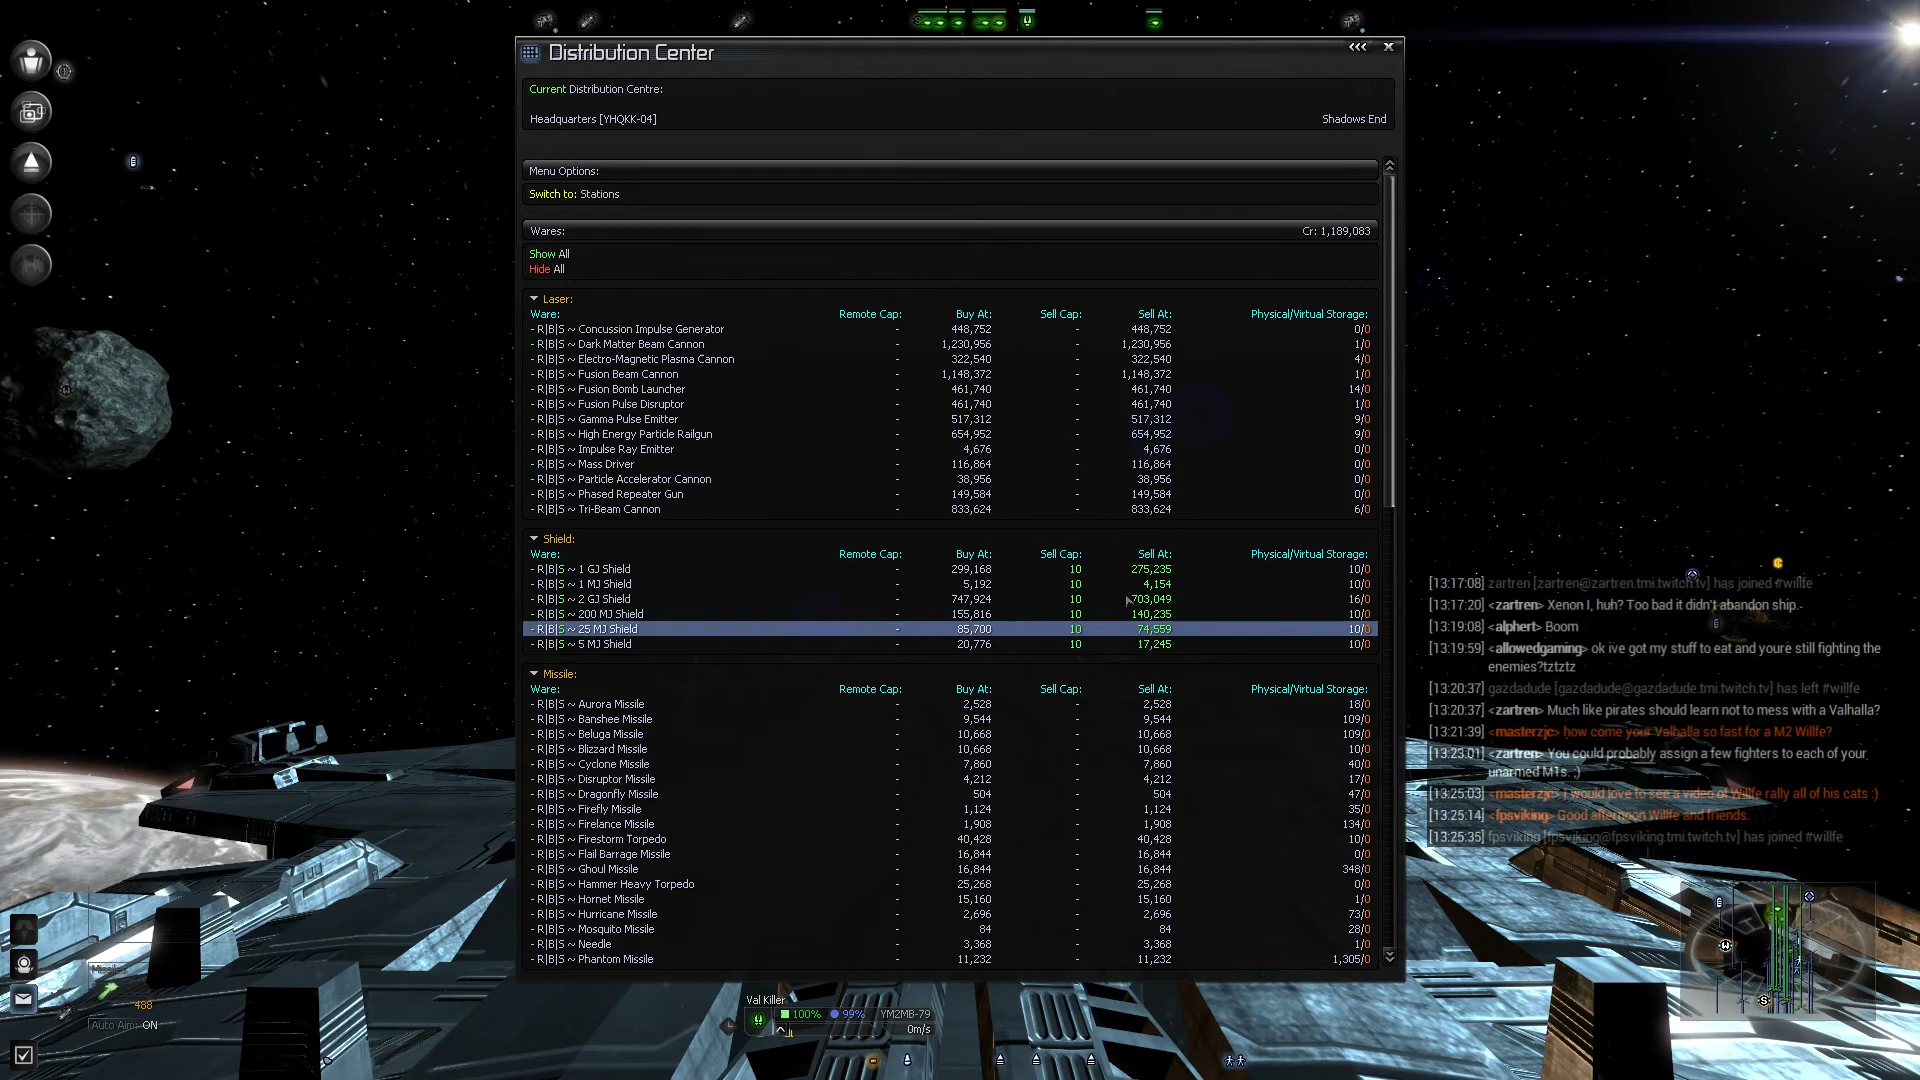 Distribution Center
Current Distribution Centre:
Headquarters [YHQKK-04] Shadows End
Menu Options:
Switch to: Stations
Wares: Cr: 1,189,083
Show All
Hide All
Laser:
Ware: Remote Cap: Buy At: Sell Cap: Sell At: Physical/Virtual Storage:
- R|B|S ~ Concussion Impulse Generator - 448,752 - 448,752 0/0
- R|B|S ~ Dark Matter Beam Cannon - 1,230,956 - 1,230,956 1/0
- R|B|S ~ Electro-Magnetic Plasma Cannon - 322,540 - 322,540 4/0
- R|B|S ~ Fusion Beam Cannon - 1,148,372 - 1,148,372 1/0
- R|B|S ~ Fusion Bomb Launcher - 461,740 - 461,740 14/0
- R|B|S ~ Fusion Pulse Disruptor - 461,740 - 461,740 1/0
- R|B|S ~ Gamma Pulse Emitter - 517,312 - 517,312 9/0
- R|B|S ~ High Energy Particle Railgun - 654,952 - 654,952 9/0
- R|B|S ~ Impulse Ray Emitter - 4,676 - 4,676 0/0
- R|B|S ~ Mass Driver - 116,864 - 116,864 0/0
- R|B|S ~ Particle Accelerator Cannon - 38,956 - 38,956 0/0
- R|B|S ~ Phased Repeater Gun - 149,584 - 149,584 0/0
- R|B|S ~ Tri-Beam Cannon - 833,624 - 833,624 6/0
Shield:
Ware: Remote Cap: Buy At: Sell Cap: Sell At: Physical/Virtual Storage:
- R|B|S ~ 1 GJ Shield - 299,168 10 275,235 10/0
- R|B|S ~ 1 MJ Shield - 5,192 10 4,154 10/0
- R|B|S ~ 2 GJ Shield - 747,924 10 703,049 16/0
- R|B|S ~ 200 MJ Shield - 155,816 10 140,235 10/0
- R|B|S ~ 25 MJ Shield - 85,700 10 74,559 10/0
- R|B|S ~ 5 MJ Shield - 20,776 10 17,245 10/0
Missile:
Ware: Remote Cap: Buy At: Sell Cap: Sell At: Physical/Virtual Storage:
- R|B|S ~ Aurora Missile - 2,528 - 2,528 18/0
- R|B|S ~ Banshee Missile - 9,544 - 9,544 109/0
- R|B|S ~ Beluga Missile - 10,668 - 10,668 109/0
- R|B|S ~ Blizzard Missile - 10,668 - 10,668 10/0
- R|B|S ~ Cyclone Missile - 7,860 - 7,860 40/0
- R|B|S ~ Disruptor Missile - 4,212 - 4,212 17/0
- R|B|S ~ Dragonfly Missile - 504 - 504 47/0
- R|B|S ~ Firefly Missile - 1,124 - 1,124 35/0
- R|B|S ~ Firelance Missile - 1,908 - 1,908 134/0
- R|B|S ~ Firestorm Torpedo - 40,428 - 40,428 10/0
- R|B|S ~ Flail Barrage Missile - 16,844 - 16,844 0/0
- R|B|S ~ Ghoul Missile - 16,844 - 16,844 348/0
- R|B|S ~ Hammer Heavy Torpedo - 25,268 - 25,268 0/0
- R|B|S ~ Hornet Missile - 15,160 - 15,160 1/0
- R|B|S ~ Hurricane Missile - 2,696 - 2,696 73/0
- R|B|S ~ Mosquito Missile - 84 - 84 28/0
- R|B|S ~ Needle - 3,368 - 3,368 1/0
- R|B|S ~ Phantom Missile - 11,232 - 11,232 1,305/0
[13:17:08] zartren [zartren@zartren.tmi.twitch.tv] has joined #willfe
[13:17:20] <zartren> Xenon I, huh? Too bad it didn't abandon ship.
[13:19:08] <alphert> Boom
[13:19:59] <allowedgaming> ok ive got my stuff to eat and youre still fighting the
enemies?tztztz
[13:20:37] gazdadude [gazdadude@gazdadude.tmi.twitch.tv] has left #willfe
[13:20:37] <zartren> Much like pirates should learn not to mess with a Valhalla?
[13:21:39] <masterzjc> how come your Valhalla so fast for a M2 Willfe?
[13:23:01] <zartren> You could probably assign a few fighters to each of your
unarmed M1s. ;)
[13:25:03] <masterzjc> i would love to see a video of Willfe rally all of his cats :)
[13:25:14] <fpsviking> Good afternoon Willfe and friends.
[13:25:35] fpsviking [fpsviking@fpsviking.tmi.twitch.tv] has joined #willfe
Missiles
488
Auto Aim: ON
Val Killer
100% 99% YM2MB-79
0m/s